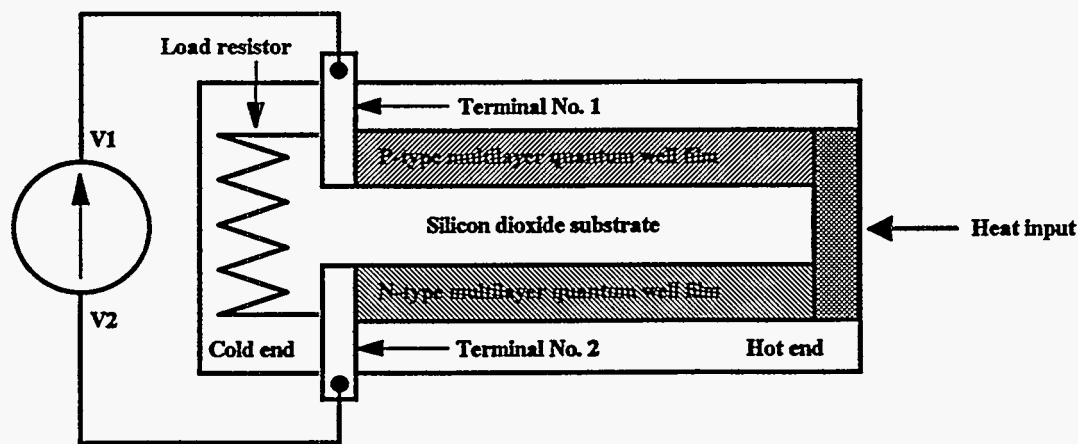 Load resistor
Terminal No. 1
V1
P-type multilayer quantum well film
Silicon dioxide substrate
Heat input
N-type multilayer quantum well film
V2
Cold end
Terminal No. 2
Hot end